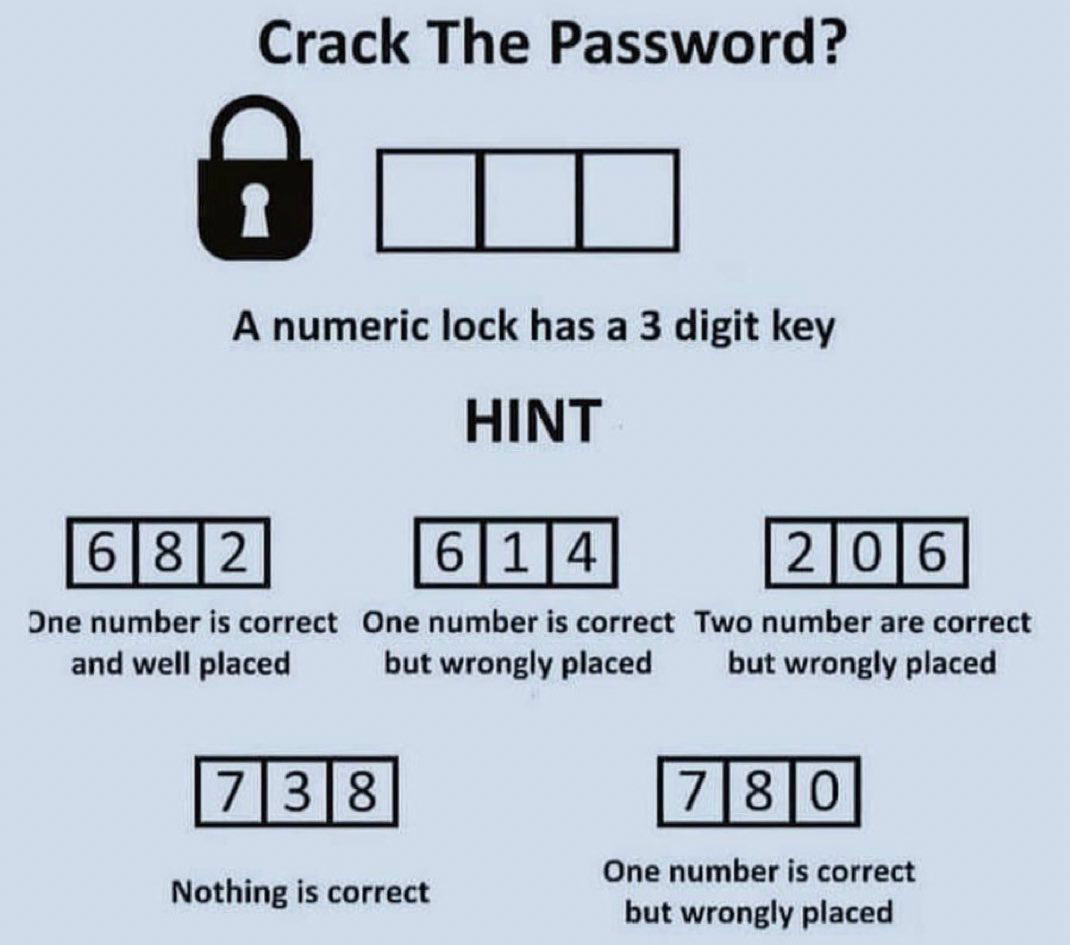 Crack The Password?
A numeric lock has a 3 digit key
HINT
6 8 2
One number is correct
and well placed
6 1 4
One number is correct
but wrongly placed
2 0 6
Two number are correct
but wrongly placed
7 3 8
Nothing is correct
7 8 0
One number is correct
but wrongly placed